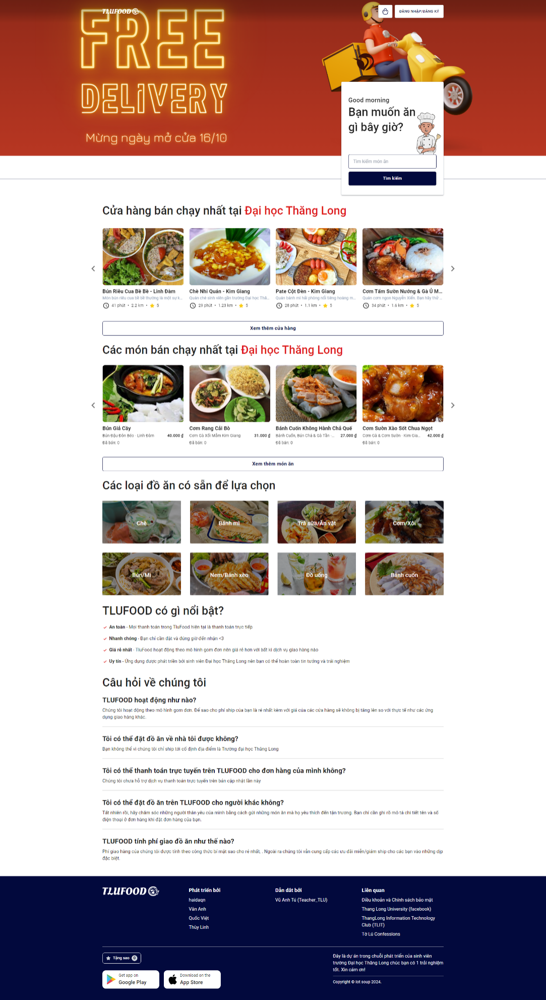 TLUFOOD
ĐĂNG NHẬP/ĐĂNG KÝ
FREE
DELIVERY
Mừng ngày mở cửa 16/10
Good morning
Bạn muốn ăn
gì bây giờ?
Tìm kiếm món ăn
Tìm kiếm
Cửa hàng bán chạy nhất tại Đại học Thăng Long
Bún Riêu Cua Bề Bề - Linh Đàm
Món bún riêu cua bề bề thường là một sự k...
41 phút • 2.2 km • 5
Chè Nhi Quán - Kim Giang
Quán chè sinh viên gần trường Đại học Thă...
29 phút • 1.23 km • 5
Pate Cột Đèn - Kim Giang
Quán bánh mì hải phòng nổi tiếng hoàng m...
28 phút • 1.1 km • 5
Cơm Tấm Sườn Nướng & Gà Ủ M...
Quán cơm ngon Nguyễn Xiển. Bạn hãy thử ...
34 phút • 1.6 km • 5
Xem thêm cửa hàng
Các món bán chạy nhất tại Đại học Thăng Long
Bún Giả Cầy
Bún Đậu Đôn Béo - Linh Đàm 40.000 ₫
Đã bán: 0
Cơm Rang Cải Bò
Cơm Gà Xối Mắm Kim Giang 31.000 ₫
Đã bán: 0
Bánh Cuốn Không Hành Chả Quế
Bánh Cuốn, Bún Chả & Gà Tần -... 27.000 ₫
Đã bán: 0
Cơm Sườn Xào Sốt Chua Ngọt
Cơm Gà & Cơm Sườn - Kim Gia... 42.000 ₫
Đã bán: 0
Xem thêm món ăn
Các loại đồ ăn có sẵn để lựa chọn
Chè
Bánh mì
Trà sữa/Ăn vặt
Cơm/Xôi
Bún/Mì
Nem/Bánh xèo
Đồ uống
Bánh cuốn
TLUFOOD có gì nổi bật?
An toàn - Mọi thanh toán trong TluFood hiện tại là thanh toán trực tiếp
Nhanh chóng - Bạn chỉ cần đặt và đúng giờ đến nhận <3
Giá rẻ nhất - TluFood hoạt động theo mô hình gom đơn nên giá rẻ hơn với bất kì dịch vụ giao hàng nào
Uy tín - Ứng dụng được phát triển bởi sinh viên Đại học Thăng Long nên bạn có thể hoàn toàn tin tưởng và trải nghiệm
Câu hỏi về chúng tôi
TLUFOOD hoạt động như nào?
Chúng tôi hoạt động theo mô hình gom đơn. Để sao cho phí ship của bạn là rẻ nhất kèm với giá của các cửa hàng sẽ không bị tăng lên so với thực tế như các ứng
dụng giao hàng khác.
Tôi có thể đặt đồ ăn về nhà tôi được không?
Bạn không thể vì chúng tôi chỉ ship tới cố định địa điểm là Trường đại học Thăng Long
Tôi có thể thanh toán trực tuyến trên TLUFOOD cho đơn hàng của mình không?
Chúng tôi chưa hỗ trợ dịch vụ thanh toán trực tuyến trên bản cập nhật lần này
Tôi có thể đặt đồ ăn trên TLUFOOD cho người khác không?
Tất nhiên rồi, hãy chăm sóc những người thân yêu của mình bằng cách gửi những món ăn mà họ yêu thích đến tận trương. Bạn chỉ cần ghi rõ mô tả chi tiết tên và số
điện thoại ở đơn hàng khi đặt đơn hàng của bạn.
TLUFOOD tính phí giao đồ ăn như thế nào?
Phí giao hàng của chúng tôi được tính theo công thức bí mật sao cho rẻ nhất, . Ngoài ra chúng tôi vẫn cung cấp các ưu đãi miễn/giảm ship cho các bạn vào những dịp
đặc biệt.
TLUFOOD
Phát triển bởi
haidaqn
Vân Anh
Quốc Việt
Thùy Linh
Dẫn dắt bởi
Vũ Anh Tú (Teacher_TLU)
Liên quan
Điều khoản và Chính sách bảo mật
Thang Long University (facebook)
ThangLong Information Technology
Club (TLIT)
Tờ Lú Confessions
Tặng sao 0
Get app on
Google Play
Download on the
App Store
Đây là dự án trong chuỗi phát triển của sinh viên
trường Đại học Thăng Long chúc bạn có 1 trải nghiệm
tốt. Xin cảm ơn!
Copyright © lot soup 2024.